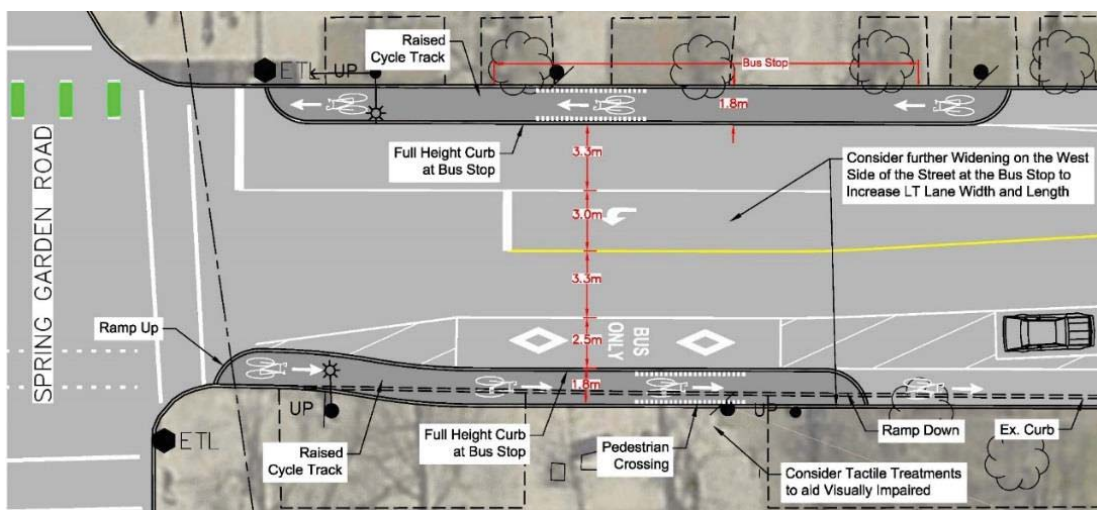 Raised
Cycle Track
ETL
UP
Bus Stop
1.8m
Full Height Curb
at Bus Stop
3.3m
Consider further Widening on the West
Side of the Street at the Bus Stop to
Increase LT Lane Width and Length
3.0m
SPRING GARDEN ROAD
3.3m
Ramp Up
2.5m
BUS
ONLY
1.8m
UP
UP
ETL
Raised
Cycle Track
Full Height Curb
at Bus Stop
Pedestrian
Crossing
Ramp Down
Ex. Curb
Consider Tactile Treatments
to aid Visually Impaired